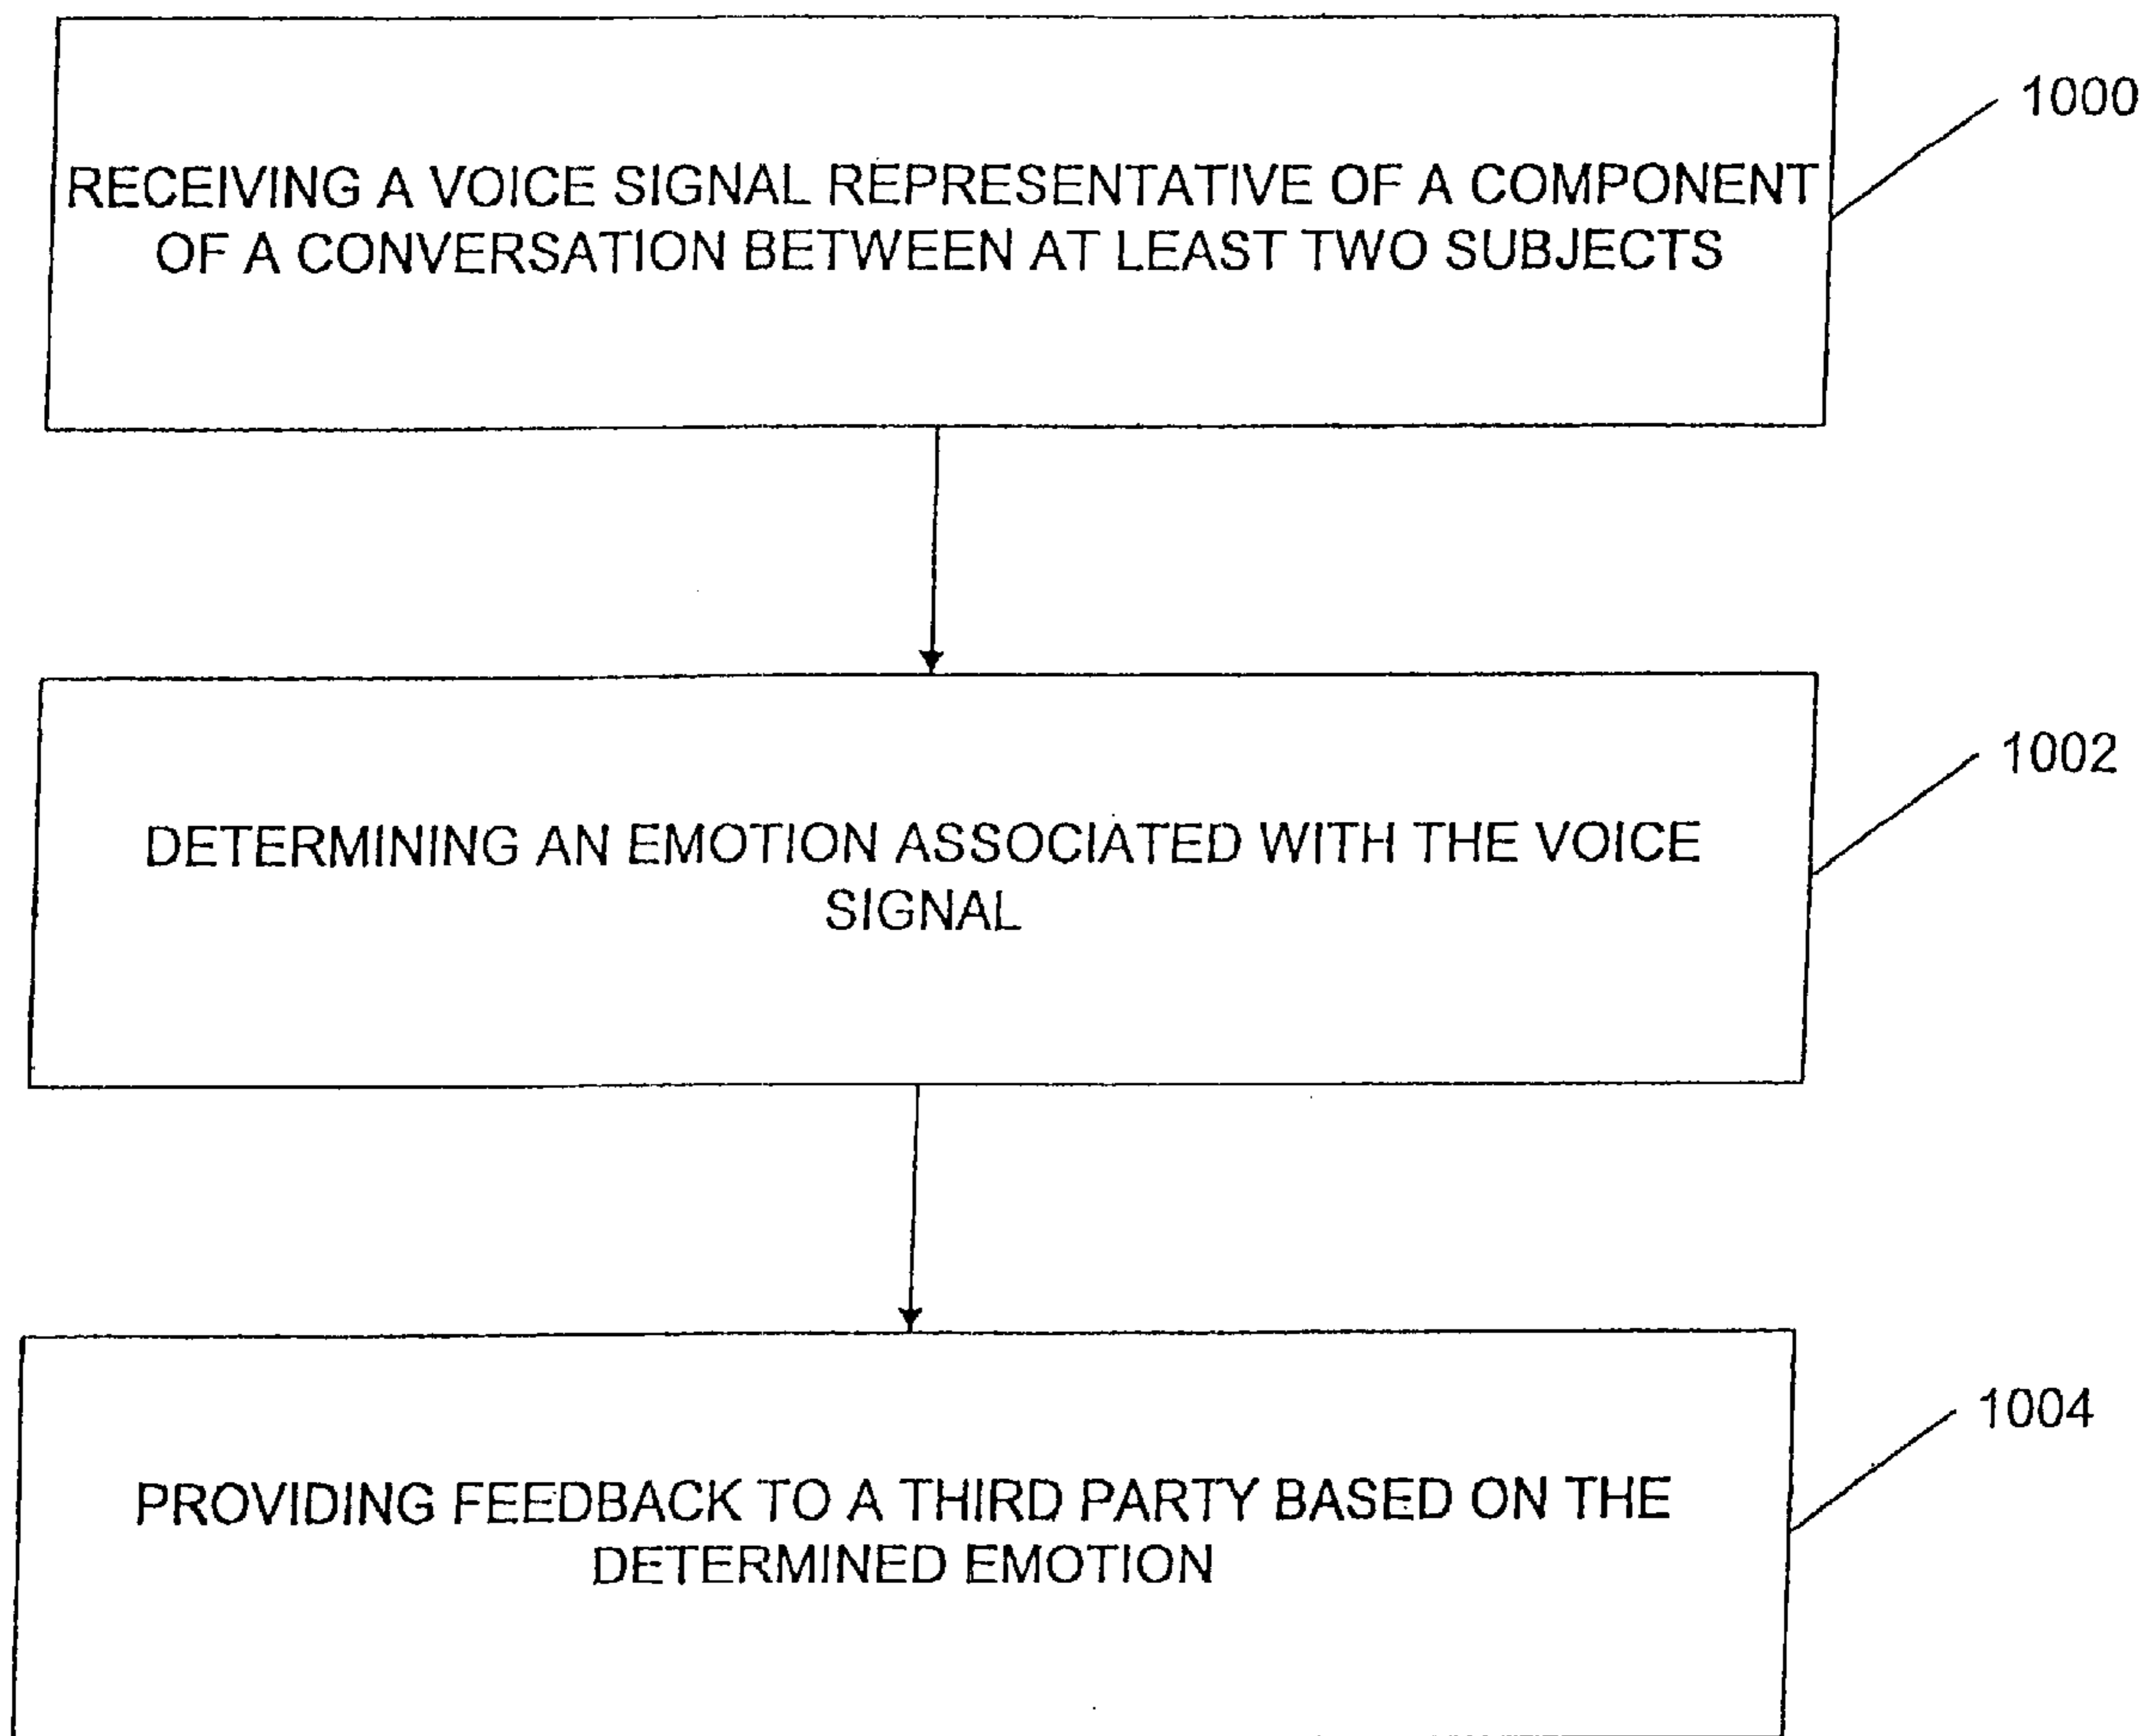 1000
RECEIVING A VOICE SIGNAL REPRESENTATIVE OF A COMPONENT
OF A CONVERSATION BETWEEN AT LEAST TWO SUBJECTS
1002
DETERMINING AN EMOTION ASSOCIATED WITH THE VOICE
SIGNAL
1004
PROVIDING FEEDBACK TO A THIRD PARTY BASED ON THE
DETERMINED EMOTION